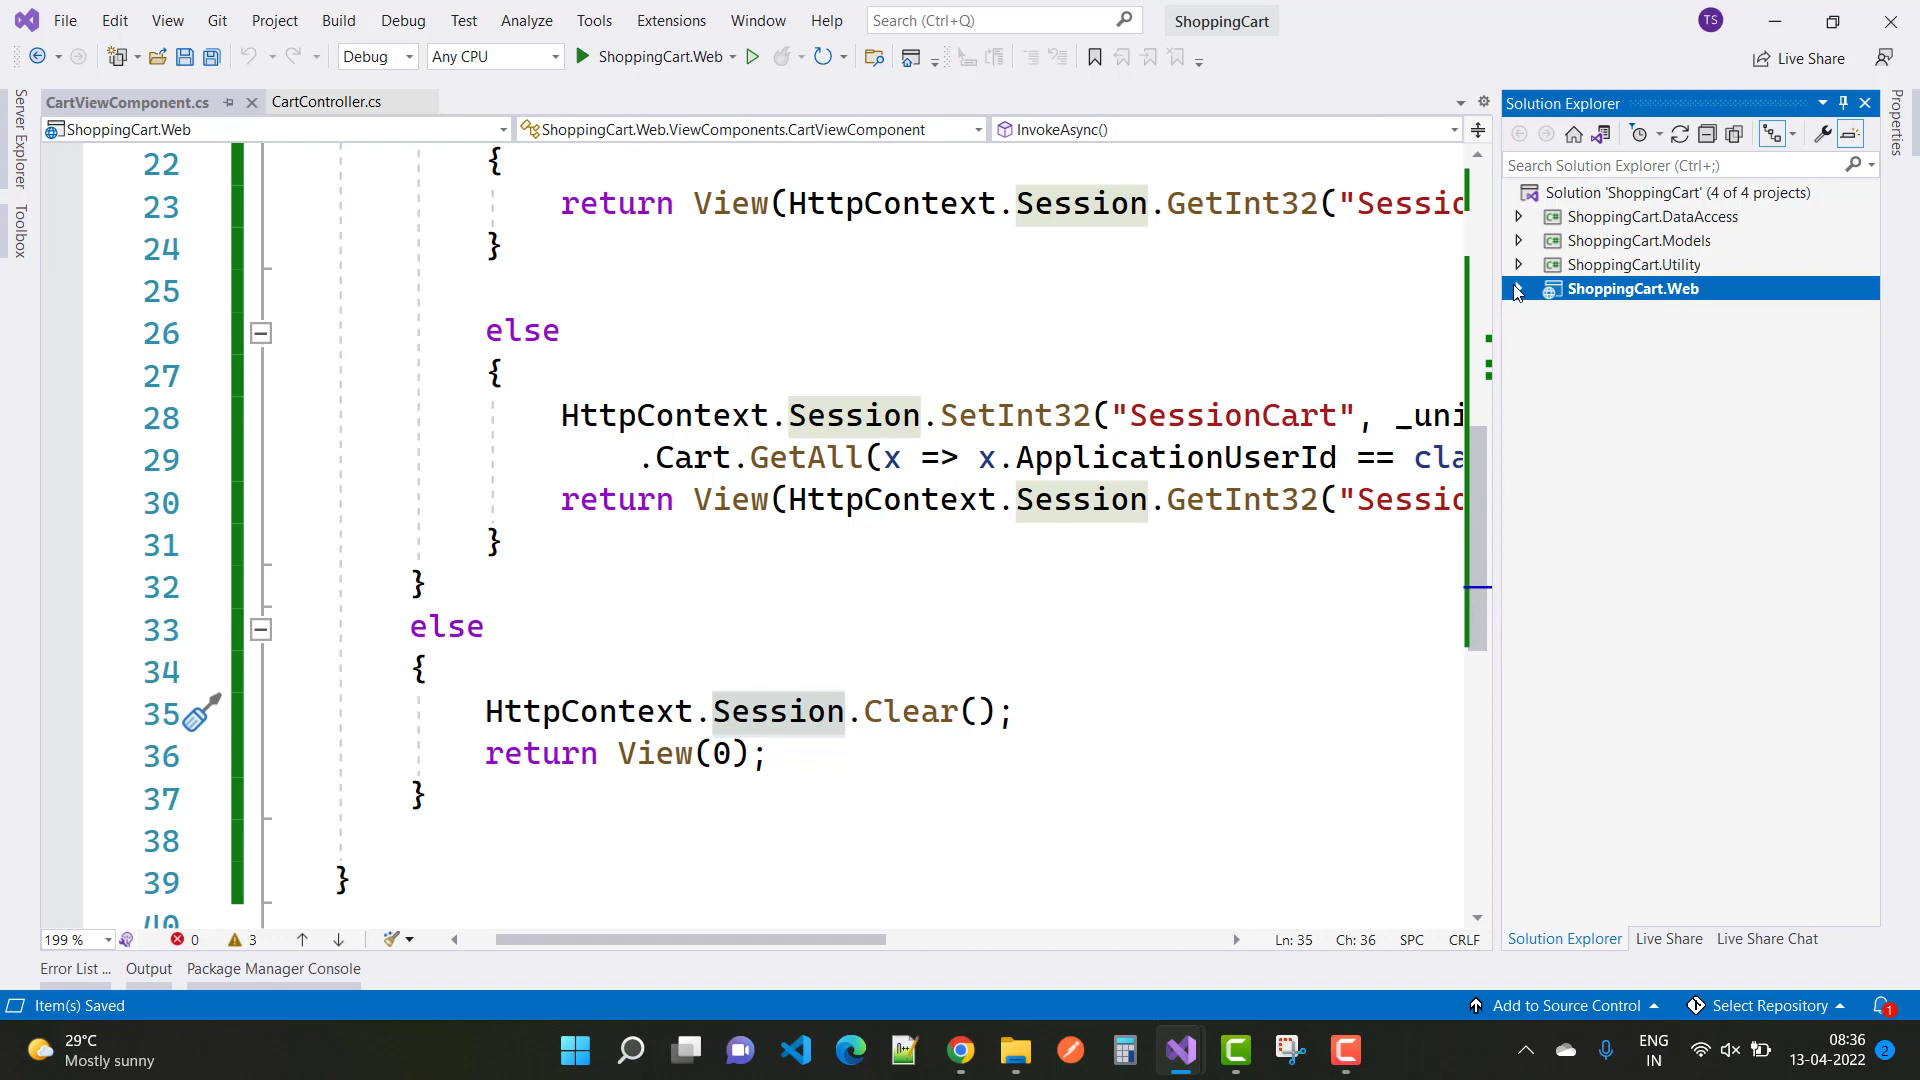 File Edit View Git Project Build Debug Test Analyze Tools Extensions Window Help Search (Ctrl+Q) ShoppingCart TS
Debug Any CPU ShoppingCart.Web Live Share
CartViewComponent.cs CartController.cs
ShoppingCart.Web ShoppingCart.Web.ViewComponents.CartViewComponent InvokeAsync()
Server Explorer
Toolbox
22 {
23 return View(HttpContext.Session.GetInt32("Sessic
24 }
25
26 else
27 {
28 HttpContext.Session.SetInt32("SessionCart", _uni
29 .Cart.GetAll(x => x.ApplicationUserId == cla
30 return View(HttpContext.Session.GetInt32("Sessic
31 }
32 }
33 else
34 {
35 HttpContext.Session.Clear();
36 return View(0);
37 }
38
39 }
40
199 % 0 3 Ln: 35 Ch: 36 SPC CRLF
Solution Explorer
Search Solution Explorer (Ctrl+;)
Solution 'ShoppingCart' (4 of 4 projects)
ShoppingCart.DataAccess
ShoppingCart.Models
ShoppingCart.Utility
ShoppingCart.Web
Solution Explorer Live Share Live Share Chat
Properties
Error List ... Output Package Manager Console
Item(s) Saved Add to Source Control Select Repository 1
29°C
Mostly sunny
ENG
IN
08:36
13-04-2022
2